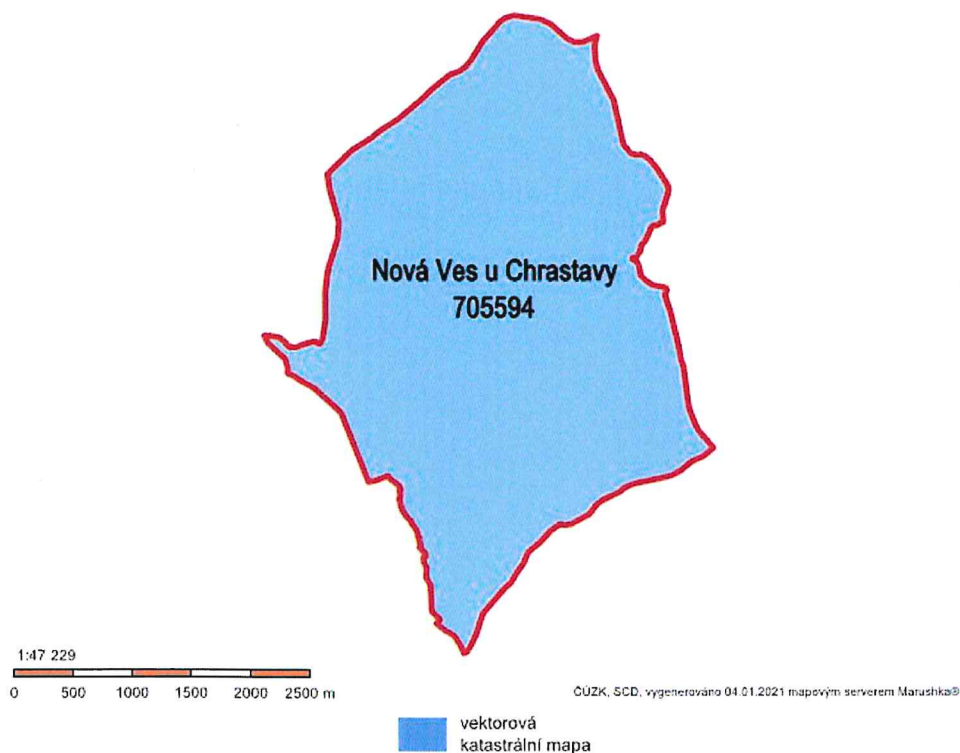 Nová Ves u Chrastavy
705594
1:47 229
0 500 1000 1500 2000 2500 m
ČÚZK, SCD, vygenerováno 04.01.2021 mapovým serverem Marushka®
vektorová
katastrální mapa